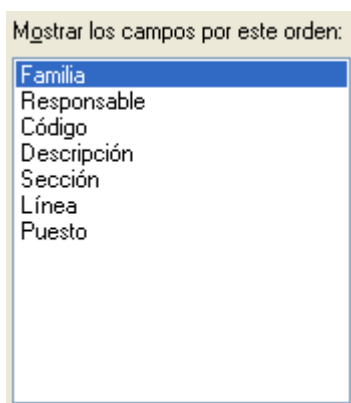 Mostrar los campos por este orden:
Familia
Responsable
Código
Descripción
Sección
Línea
Puesto